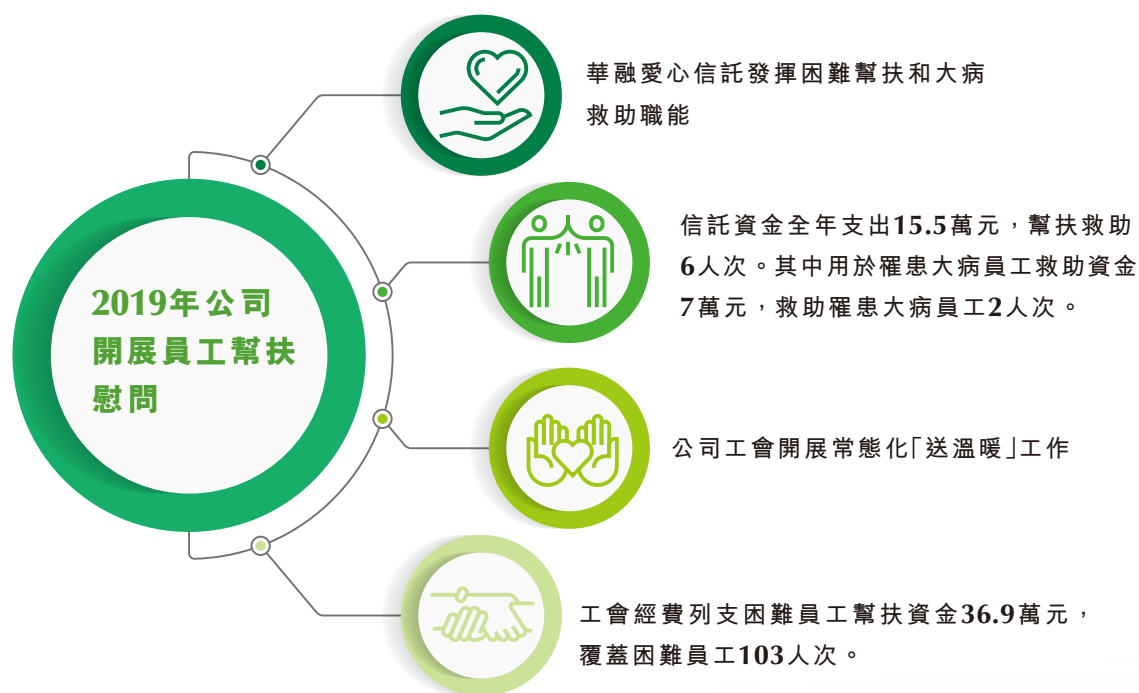 2019年公司
開展員工幫扶
慰問
華融愛心信託發揮困難幫扶和大病
救助職能
信託資金全年支出15.5萬元，幫扶救助
6人次。其中用於罹患大病員工救助資金
7萬元，救助罹患大病員工2人次。
公司工會開展常態化「送溫暖」工作
工會經費列支困難員工幫扶資金36.9萬元，
覆蓋困難員工103人次。